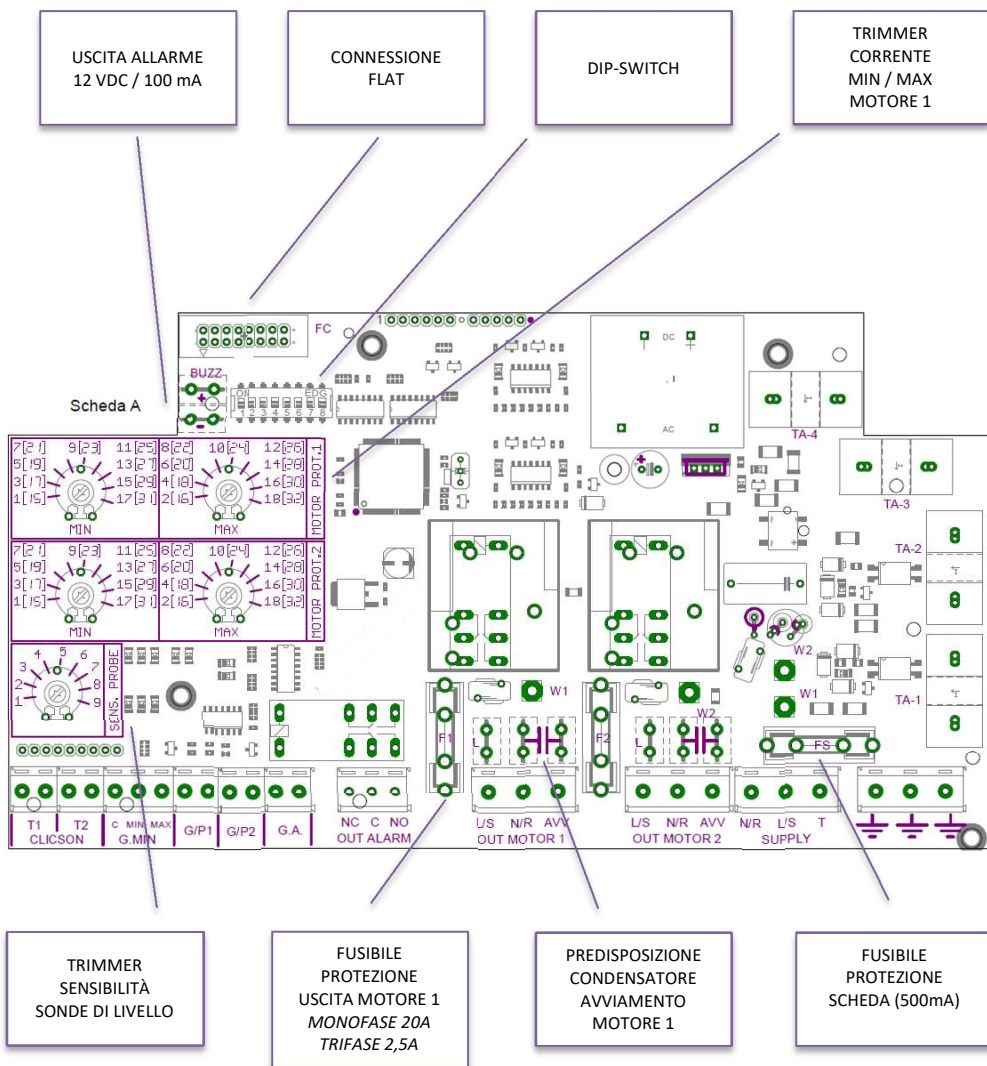 USCITA ALLARME
12 VDC / 100 mA
CONNESSIONE
FLAT
DIP-SWITCH
TRIMMER
CORRENTE
MIN / MAX
MOTORE 1
FC
1
BUZZ
+
-
ON EDG
1 2 3 4 5 6 7 8
Scheda A
DC
- +
AC
TA-4
TA-3
TA-2
TA-1
7[21] 9[23] 11[25] 8[22] 10[24] 12[26]
5[19] 13[27] 6[20] 14[28]
3[17] 15[29] 4[18] 16[30]
1[15] 17[31] 2[16] 18[32]
MIN MAX
MOTOR PROT.1
7[21] 9[23] 11[25] 8[22] 10[24] 12[26]
5[19] 13[27] 6[20] 14[28]
3[17] 15[29] 4[18] 16[30]
1[15] 17[31] 2[16] 18[32]
MIN MAX
MOTOR PROT.2
1 2 3 4 5 6 7 8 9
SENS. PROBE
W2
W1
W1
W2
F1
L
F2
L
FS
T1 T2 C MIN MAX G/P1 G/P2 G.A.
CLICSON G.MIN
NC C NO
OUT ALARM
L/S N/R AVV
OUT MOTOR 1
L/S N/R AVV
OUT MOTOR 2
N/R L/S T
SUPPLY
TRIMMER
SENSIBILITÀ
SONDE DI LIVELLO
FUSIBILE
PROTEZIONE
USCITA MOTORE 1
MONOFASE 20A
TRIFASE 2,5A
PREDISPOSIZIONE
CONDENSATORE
AVVIAMENTO
MOTORE 1
FUSIBILE
PROTEZIONE
SCHEDA (500mA)